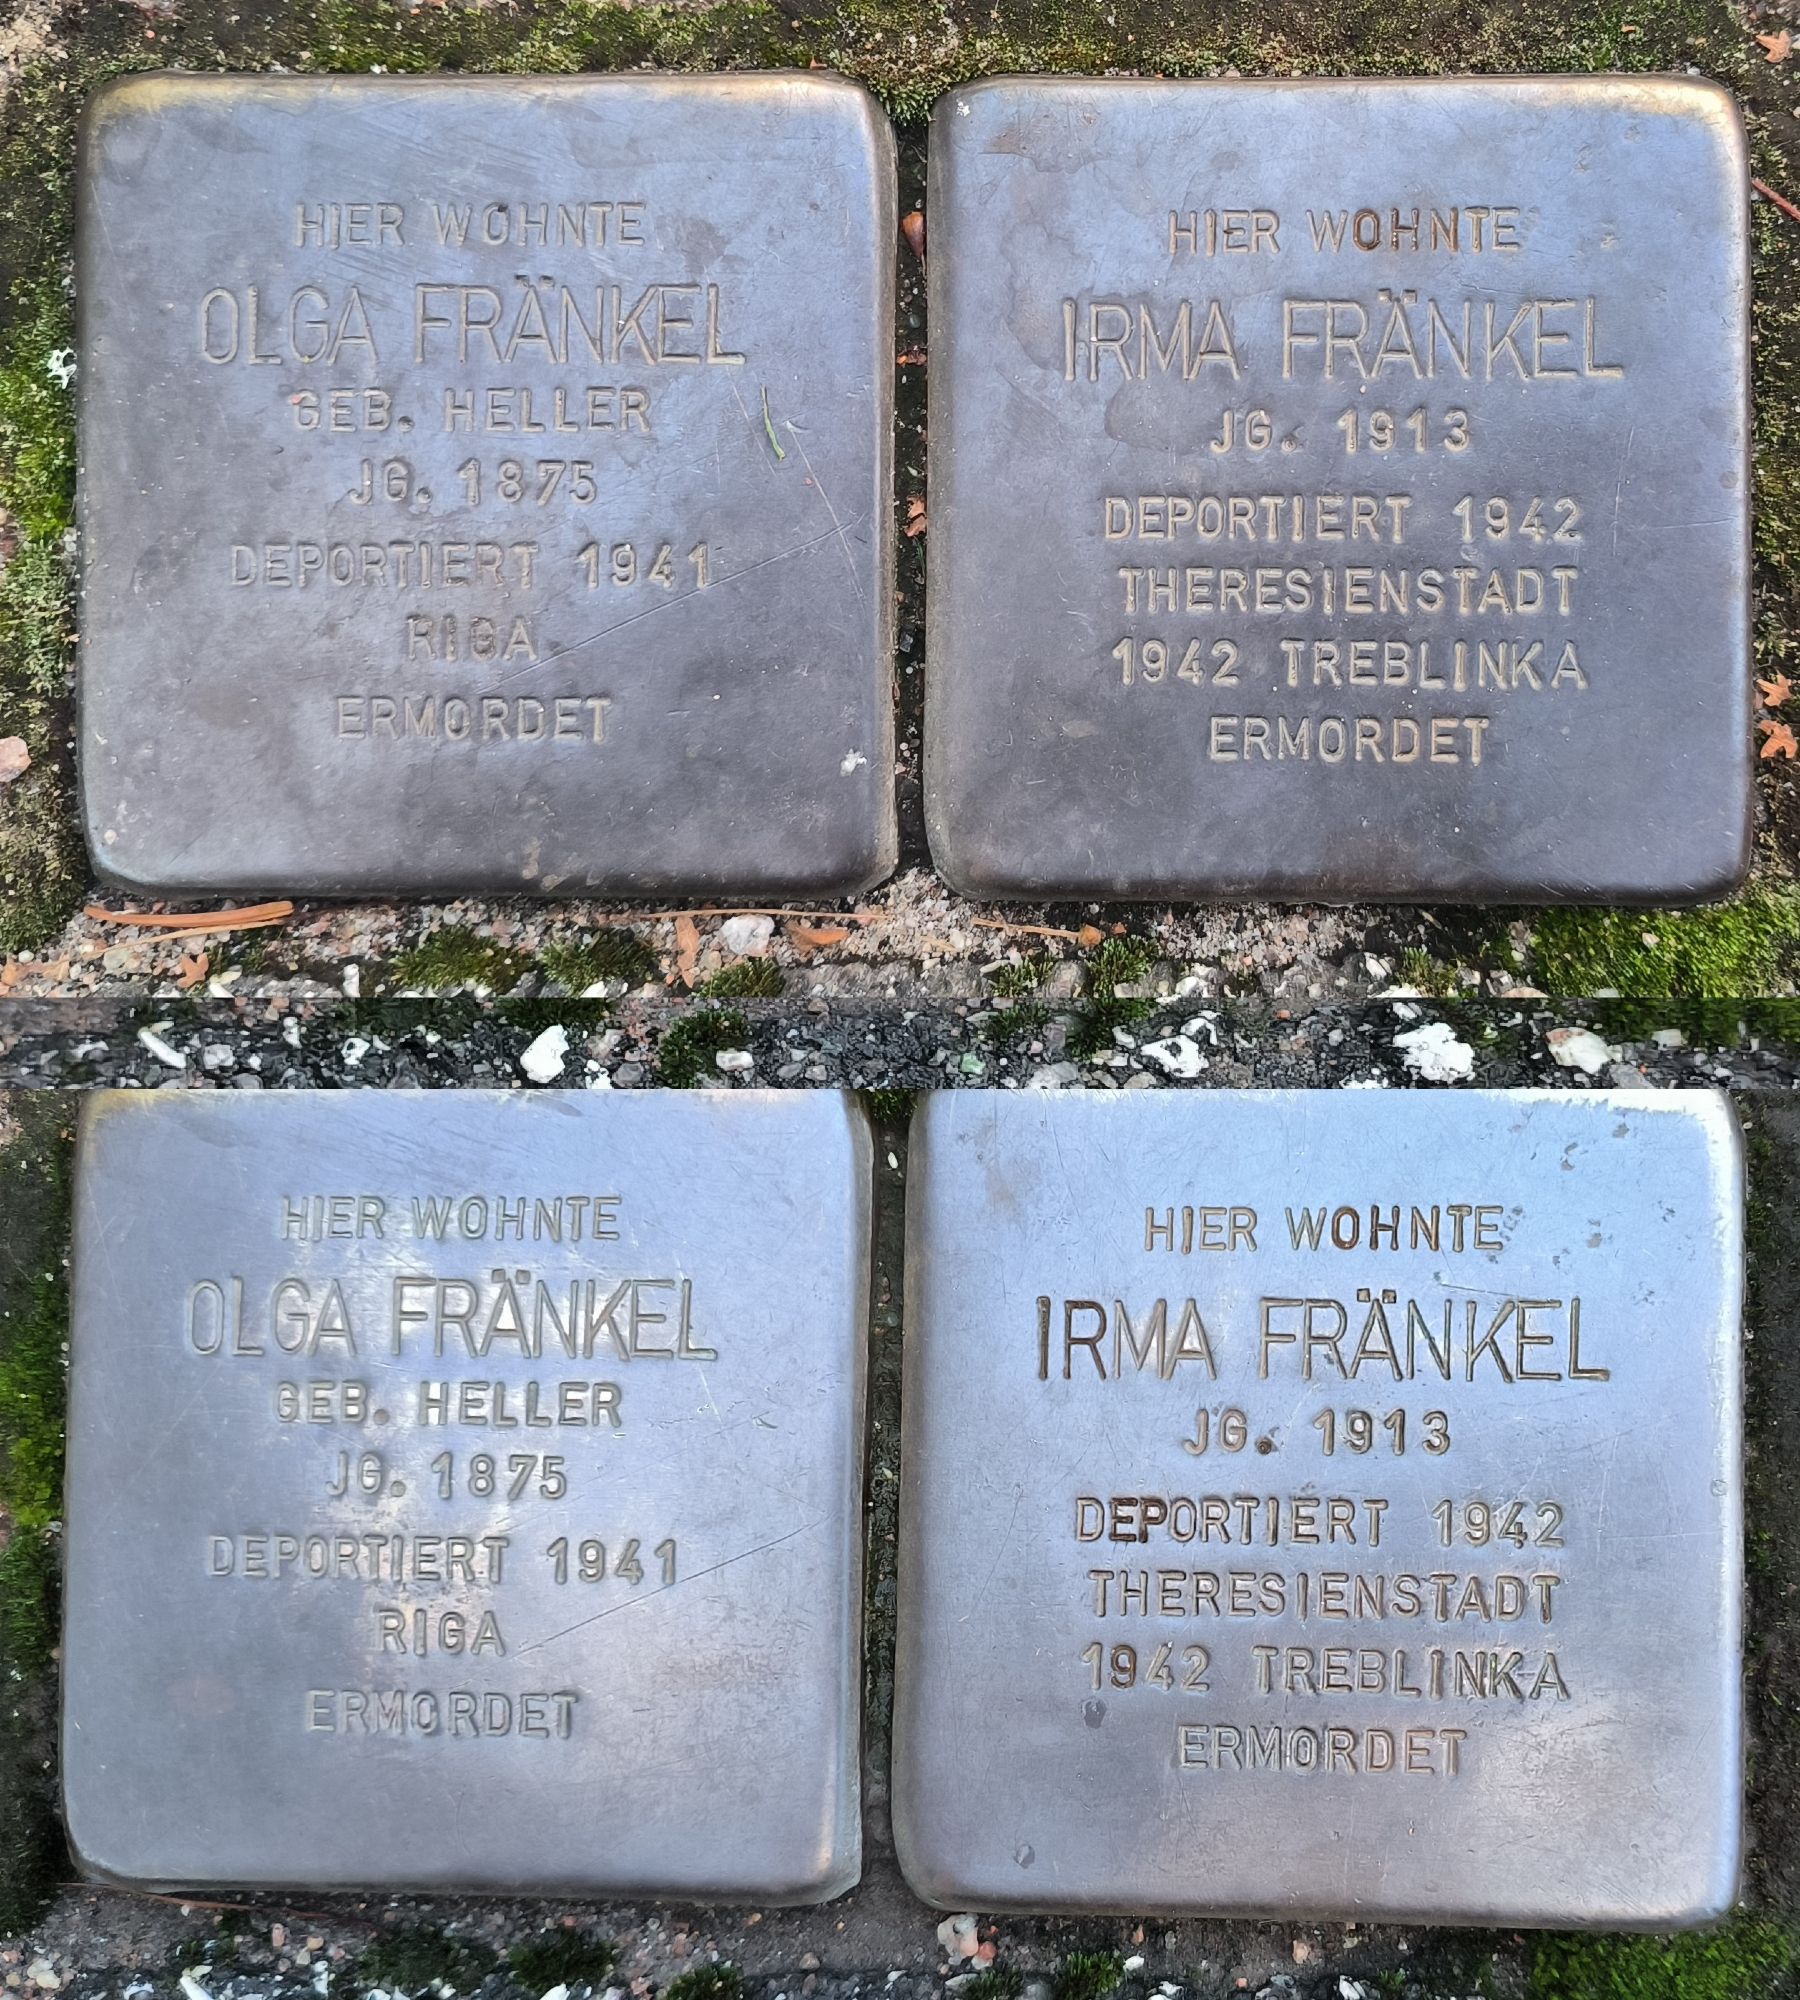 HIER WOHNTE
OLGA FRÄNKEL
GEB. HELLER
JG. 1875
DEPORTIERT 1941
RIGA
ERMORDET
HIER WOHNTE
IRMA FRÄNKEL
JG. 1913
DEPORTIERT 1942
THERESIENSTADT
1942 TREBLINKA
ERMORDET
HIER WOHNTE
OLGA FRÄNKEL
GEB. HELLER
JG. 1875
DEPORTIERT 1941
RIGA
ERMORDET
HIER WOHNTE
IRMA FRÄNKEL
JG. 1913
DEPORTIERT 1942
THERESIENSTADT
1942 TREBLINKA
ERMORDET